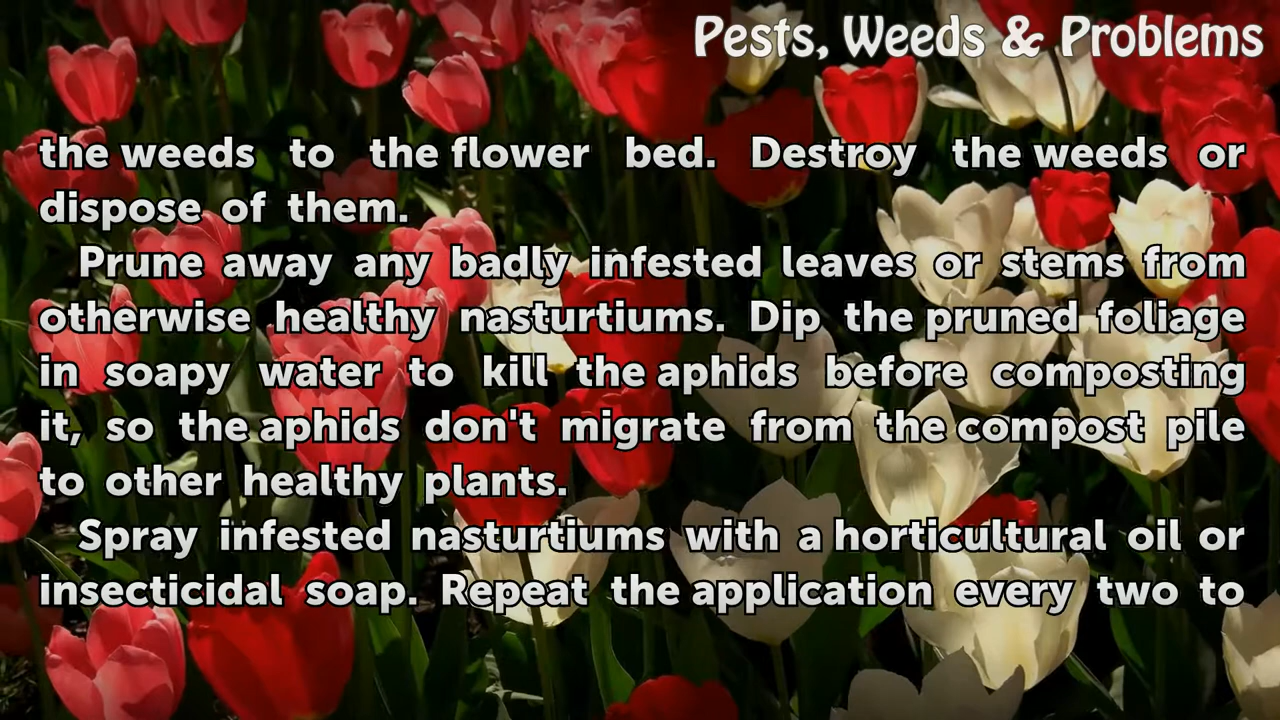 Pests, Weeds & Problems
the weeds to the flower bed. Destroy the weeds or
dispose of them.
Prune away any badly infested leaves or stems from
otherwise healthy nasturtiums. Dip the pruned foliage
in soapy water to kill the aphids before composting
it, so the aphids don't migrate from the compost pile
to other healthy plants.
Spray infested nasturtiums with a horticultural oil or
insecticidal soap. Repeat the application every two to